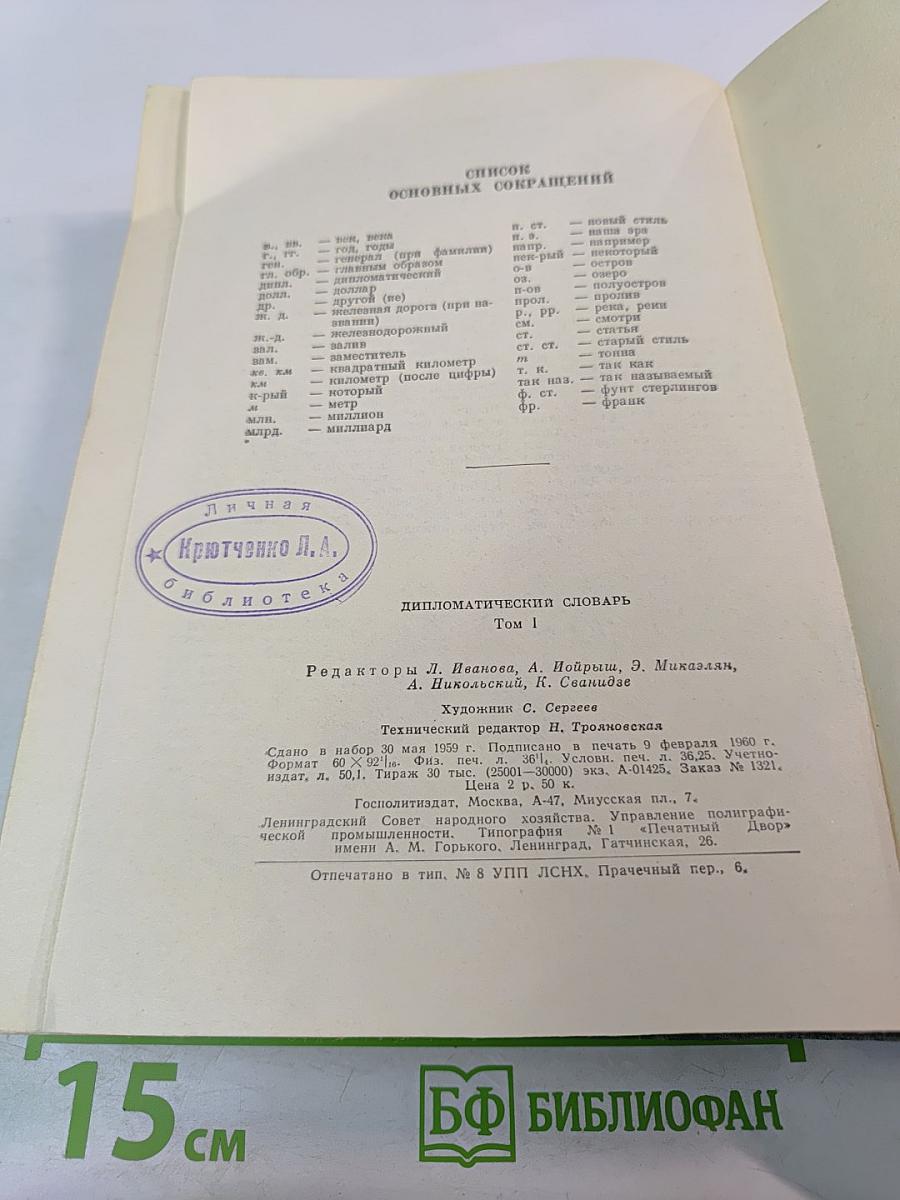 СПИСОК
ОСНОВНЫХ СОКРАЩЕНИЙ
в., вв. — век, века
г., гг. — год, годы
ген. — генерал (при фамилии)
гл. обр. — главным образом
дипл. — дипломатический
долл. — доллар
др. — другой (ие)
ж. д. — железная дорога (при на-
звании)
ж.-д. — железнодорожный
зал. — залив
зам. — заместитель
кв. км — квадратный километр
км — километр (после цифры)
к-рый — который
м — метр
млн. — миллион
млрд. — миллиард
н. ст. — новый стиль
н. э. — наша эра
напр. — например
нек-рый — некоторый
о-в — остров
оз. — озеро
п-ов — полуостров
прол. — пролив
р., рр. — река, реки
см. — смотри
ст. — статья
ст. ст. — старый стиль
т — тонна
т. к. — так как
так наз. — так называемый
ф. ст. — фунт стерлингов
фр. — франк
Личная
Крютченко Л. А.
библиотека
ДИПЛОМАТИЧЕСКИЙ СЛОВАРЬ
Том I
Редакторы Л. Иванова, А. Иойрыш, Э. Микаэлян,
А. Никольский, К. Сванидзе
Художник С. Сергеев
Технический редактор Н. Трояновская
Сдано в набор 30 мая 1959 г. Подписано в печать 9 февраля 1960 г.
Формат 60 × 92 1/16. Физ. печ. л. 36 1/4. Условн. печ. л. 36,25. Учетно-
издат. л. 50,1. Тираж 30 тыс. (25001—30000) экз. А-01425. Заказ № 1321.
Цена 2 р. 50 к.
Госполитиздат, Москва, А-47, Миусская пл., 7.
Ленинградский Совет народного хозяйства. Управление полиграфи-
ческой промышленности. Типография № 1 «Печатный Двор»
имени А. М. Горького, Ленинград, Гатчинская, 26.
Отпечатано в тип. № 8 УПП ЛСНХ, Прачечный пер., 6.
15 см
БФ БИБЛИОФАН